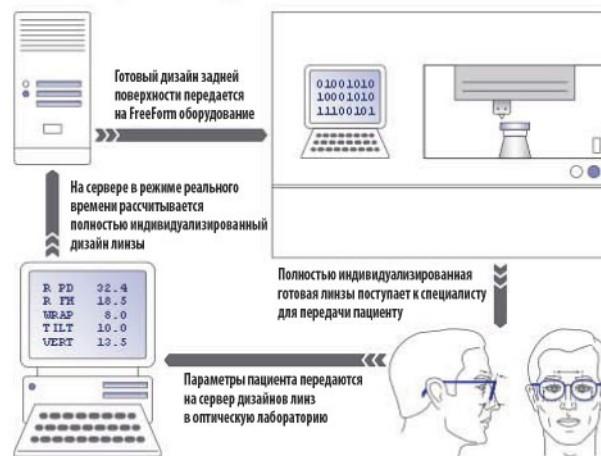 Готовый дизайн задней
поверхности передается
на FreeForm оборудование
01001010
10001010
11100101
На сервере в режиме реального
времени рассчитывается
полностью индивидуализированный
дизайн линзы
R PD 32.4
R FH 18.5
WRAP 8.0
TILT 10.0
VERT 13.5
Полностью индивидуализированная
готовая линзы поступает к специалисту
для передачи пациенту
Параметры пациента передаются
на сервер дизайнов линз
в оптическую лабораторию